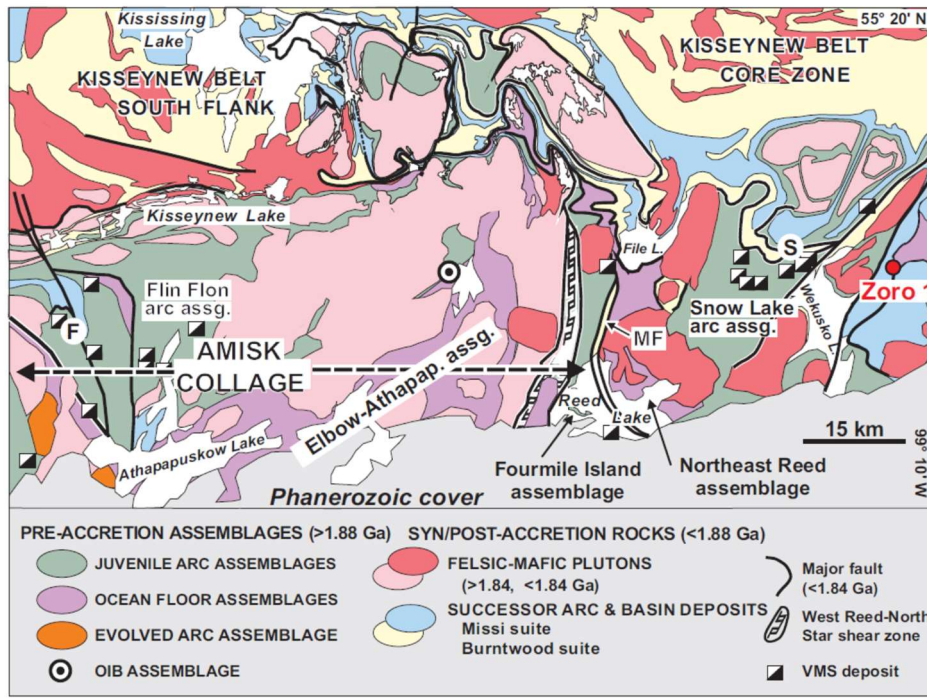 Kississing
Lake
55° 20' N
KISSEYNEW BELT
SOUTH FLANK
KISSEYNEW BELT
CORE ZONE
Kisseynew Lake
File L.
S
Flin Flon
arc assg.
Zoro 1
Snow Lake
arc assg.
Wekusko L.
F
MF
AMISK
COLLAGE
Elbow-Athapap. assg.
Reed
Lake
15 km
99° 10' W
Athapapuskow Lake
Fourmile Island
assemblage
Northeast Reed
assemblage
Phanerozoic cover
PRE-ACCRETION ASSEMBLAGES (>1.88 Ga)
JUVENILE ARC ASSEMBLAGES
OCEAN FLOOR ASSEMBLAGES
EVOLVED ARC ASSEMBLAGE
OIB ASSEMBLAGE
SYN/POST-ACCRETION ROCKS (<1.88 Ga)
FELSIC-MAFIC PLUTONS
(>1.84, <1.84 Ga)
SUCCESSOR ARC & BASIN DEPOSITS
Missi suite
Burntwood suite
Major fault
(<1.84 Ga)
West Reed-North
Star shear zone
VMS deposit